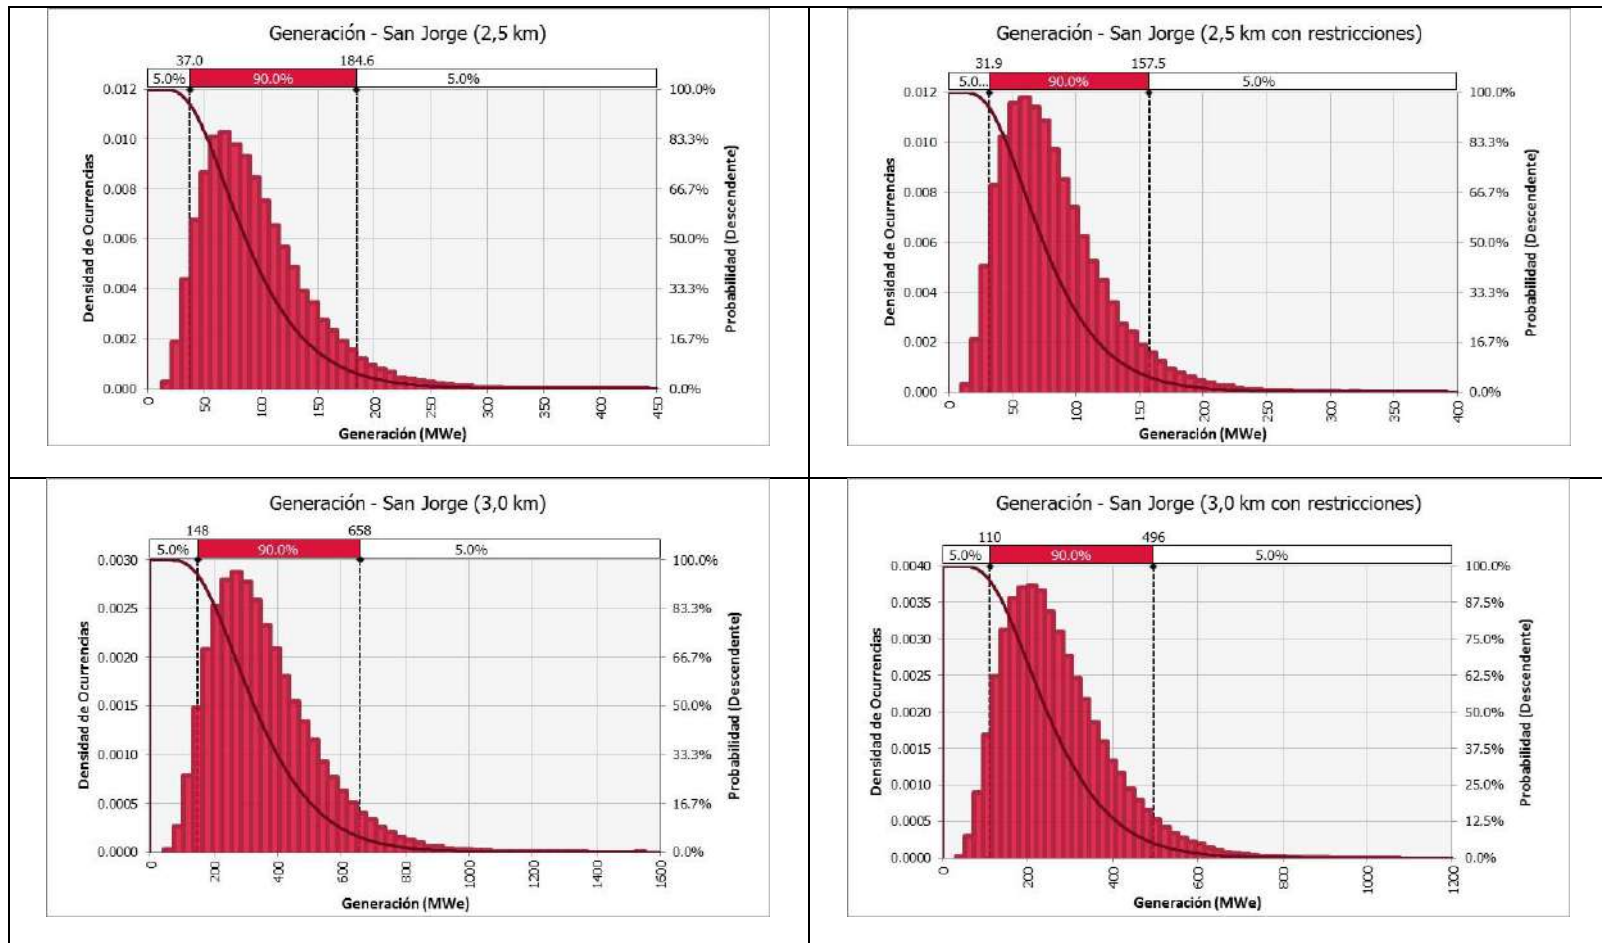 Generación - San Jorge (2,5 km)
37.0 184.6
5.0% 90.0% 5.0%
0.012 100.0%
0.010 83.3%
0.008 66.7%
0.006 50.0%
0.004 33.3%
0.002 16.7%
0.000 0.0%
Densidad de Ocurrencias
Probabilidad (Descendente)
0 50 100 150 200 250 300 350 400 450
Generación (MWe)
Generación - San Jorge (2,5 km con restricciones)
31.9 157.5
5.0... 90.0% 5.0%
0.012 100.0%
0.010 83.3%
0.008 66.7%
0.006 50.0%
0.004 33.3%
0.002 16.7%
0.000 0.0%
Densidad de Ocurrencias
Probabilidad (Descendente)
0 50 100 150 200 250 300 350 400
Generación (MWe)
Generación - San Jorge (3,0 km)
148 658
5.0% 90.0% 5.0%
0.0030 100.0%
0.0025 83.3%
0.0020 66.7%
0.0015 50.0%
0.0010 33.3%
0.0005 16.7%
0.0000 0.0%
Densidad de Ocurrencias
Probabilidad (Descendente)
0 200 400 600 800 1000 1200 1400 1600
Generación (MWe)
Generación - San Jorge (3,0 km con restricciones)
110 496
5.0% 90.0% 5.0%
0.0040 100.0%
0.0035 87.5%
0.0030 75.0%
0.0025 62.5%
0.0020 50.0%
0.0015 37.5%
0.0010 25.0%
0.0005 12.5%
0.0000 0.0%
Densidad de Ocurrencias
Probabilidad (Descendente)
0 200 400 600 800 1000 1200
Generación (MWe)